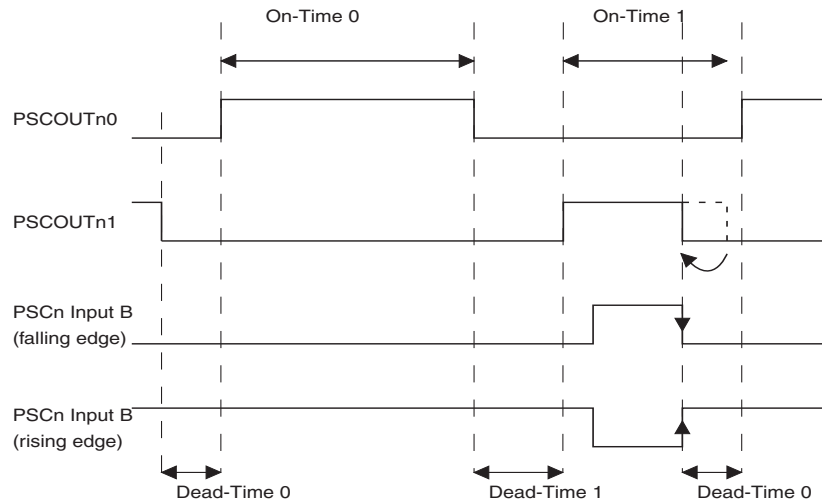 On-Time 0
On-Time 1
PSCOUTn0
PSCOUTn1
PSCn Input B
(falling edge)
PSCn Input B
(rising edge)
Dead-Time 0
Dead-Time 1
Dead-Time 0